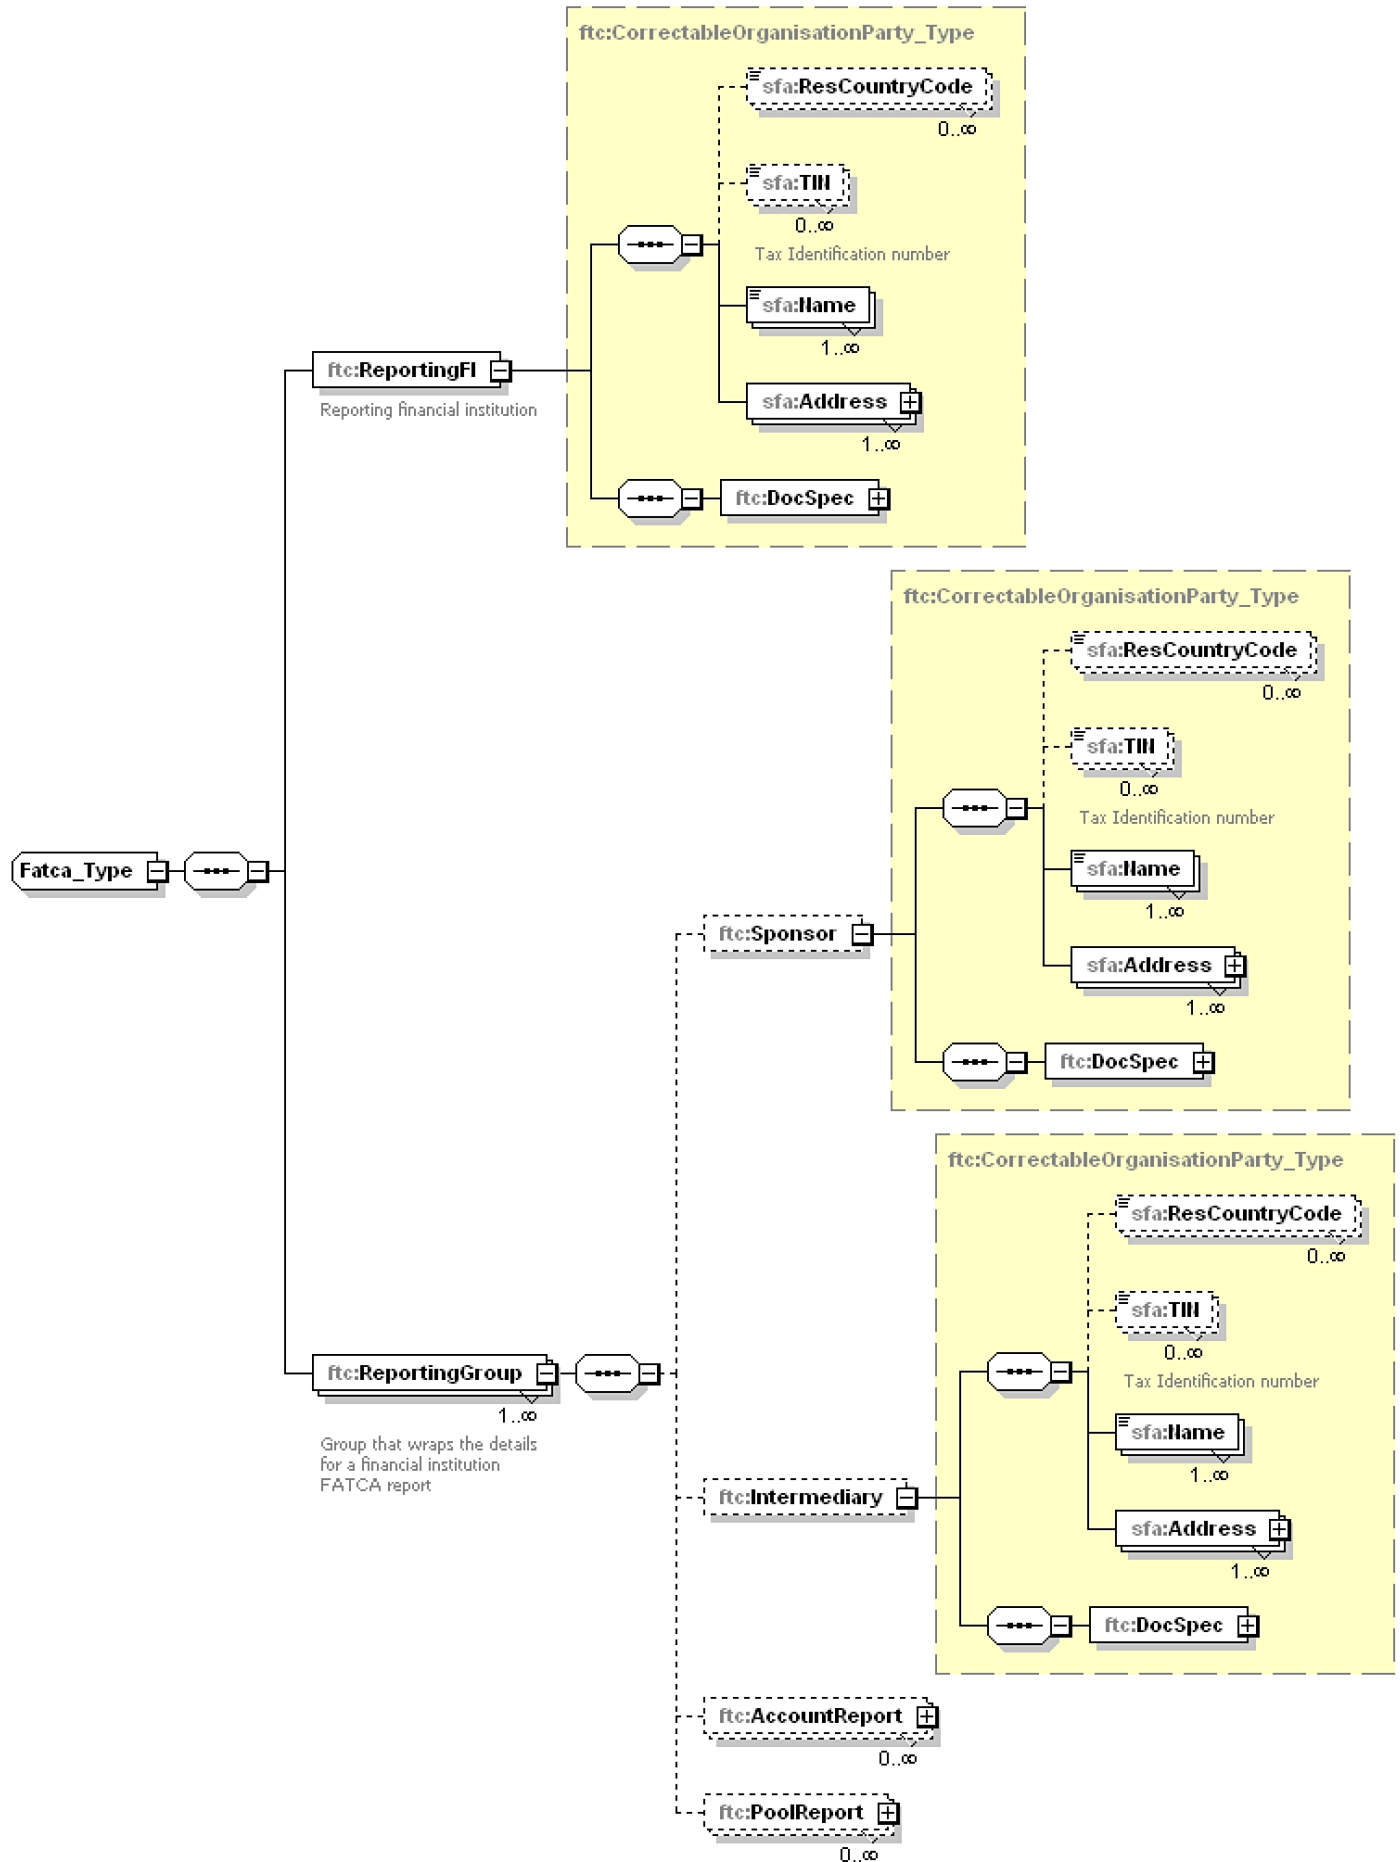 ftc:CorrectableOrganisationParty_Type
sfa:ResCountryCode
0..∞
sfa:TIN
0..∞
Tax Identification number
sfa:Name
1..∞
ftc:ReportingFI
Reporting financial institution
sfa:Address
1..∞
ftc:DocSpec
ftc:CorrectableOrganisationParty_Type
sfa:ResCountryCode
0..∞
sfa:TIN
0..∞
Tax Identification number
sfa:Name
1..∞
Fatca_Type
ftc:Sponsor
sfa:Address
1..∞
ftc:DocSpec
ftc:CorrectableOrganisationParty_Type
sfa:ResCountryCode
0..∞
sfa:TIN
0..∞
Tax Identification number
ftc:ReportingGroup
1..∞
Group that wraps the details
for a financial institution
FATCA report
sfa:Name
1..∞
ftc:Intermediary
sfa:Address
1..∞
ftc:DocSpec
ftc:AccountReport
0..∞
ftc:PoolReport
0..∞